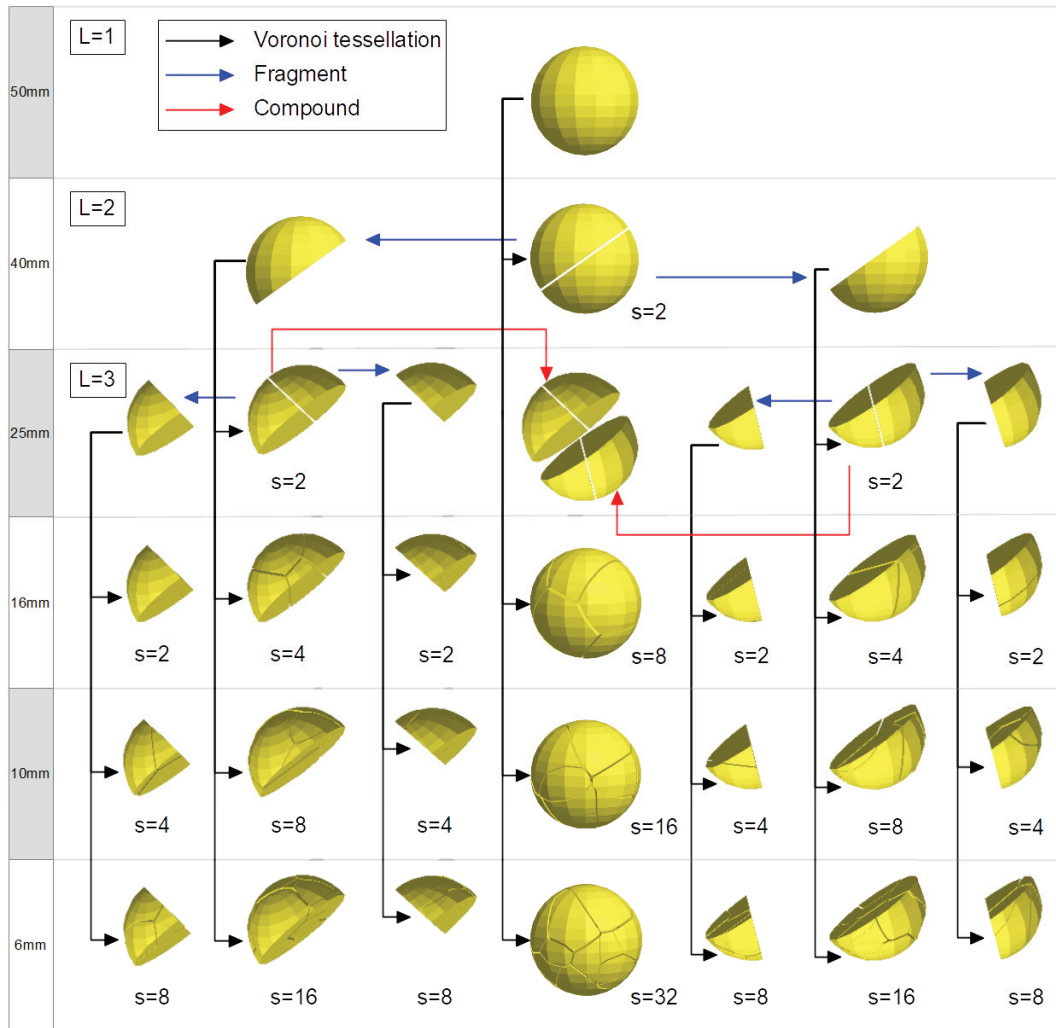 L=1
Voronoi tessellation
Fragment
Compound
50mm
L=2
40mm
s=2
L=3
25mm
s=2
s=2
16mm
s=2
s=4
s=2
s=8
s=2
s=4
s=2
10mm
s=4
s=8
s=4
s=16
s=4
s=8
s=4
6mm
s=8
s=16
s=8
s=32
s=8
s=16
s=8